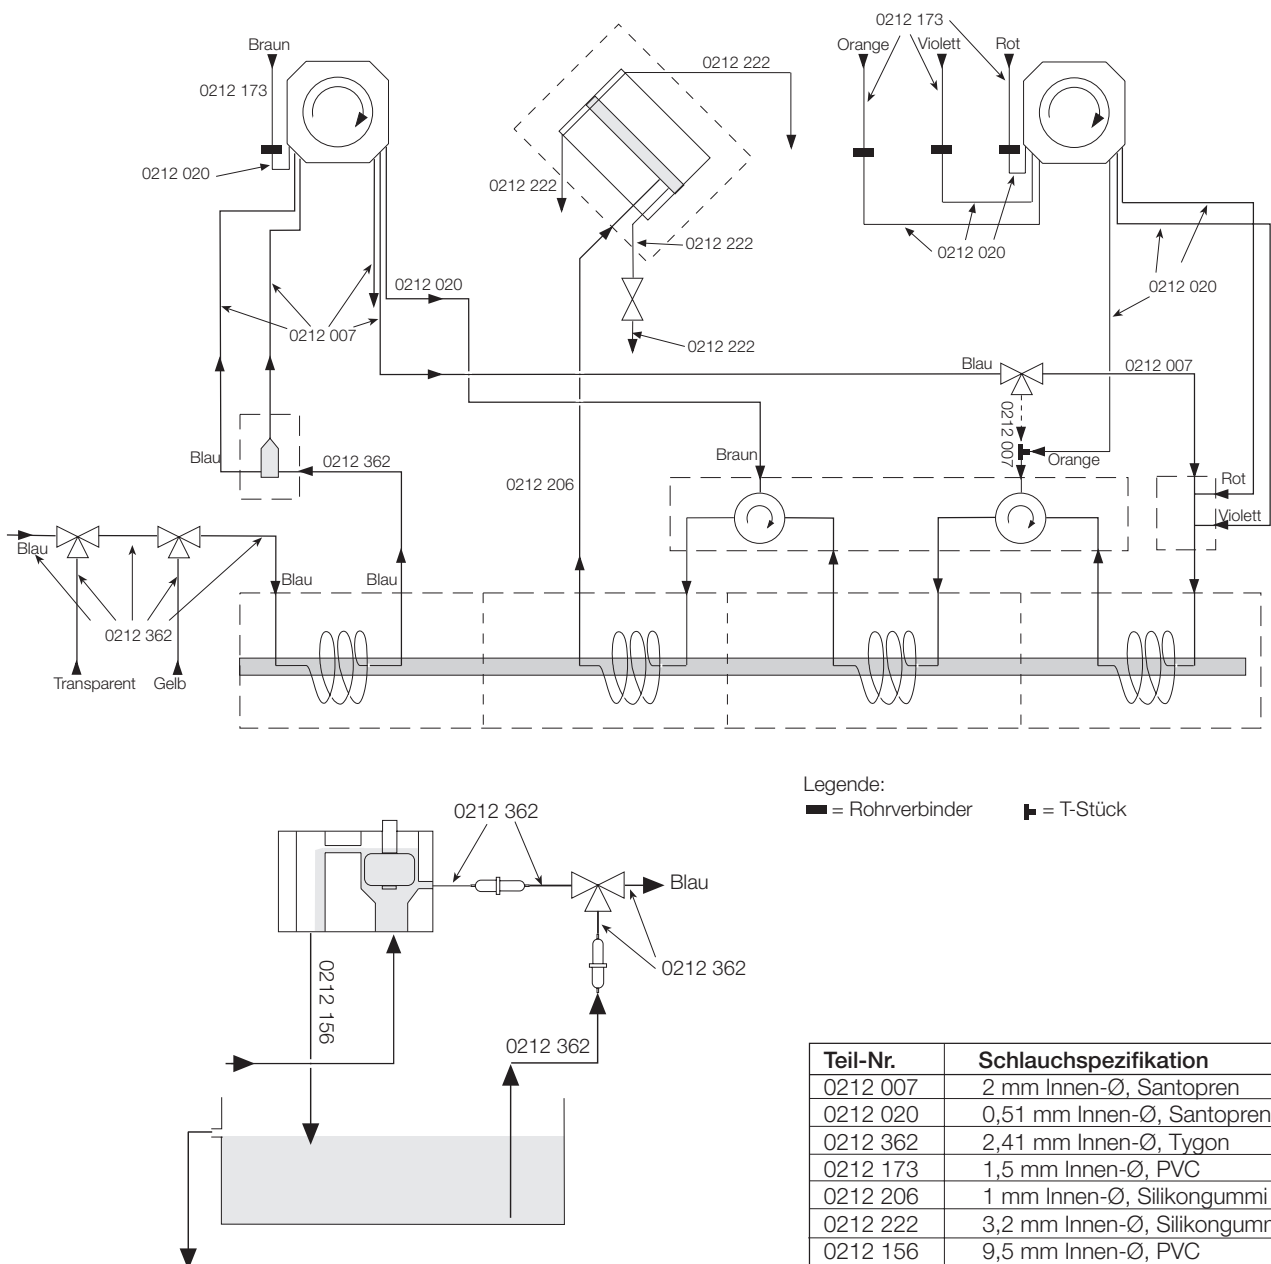 0212 173
Braun
Orange
Violett
Rot
0212 222
0212 173
0212 020
0212 222
0212 222
0212 020
0212 020
0212 020
0212 007
0212 222
Blau
0212 007
0212 007
Blau
0212 362
0212 206
Braun
Orange
Rot
Violett
Blau
Blau
Blau
0212 362
Transparent
Gelb
Legende:
= Rohrverbinder
= T-Stück
0212 362
Blau
0212 362
0212 156
0212 362
Teil-Nr. Schlauchspezifikation
0212 007 2 mm Innen-Ø, Santopren
0212 020 0,51 mm Innen-Ø, Santopren
0212 362 2,41 mm Innen-Ø, Tygon
0212 173 1,5 mm Innen-Ø, PVC
0212 206 1 mm Innen-Ø, Silikongummi
0212 222 3,2 mm Innen-Ø,
0212 156 9,5 mm Innen-Ø, PVC